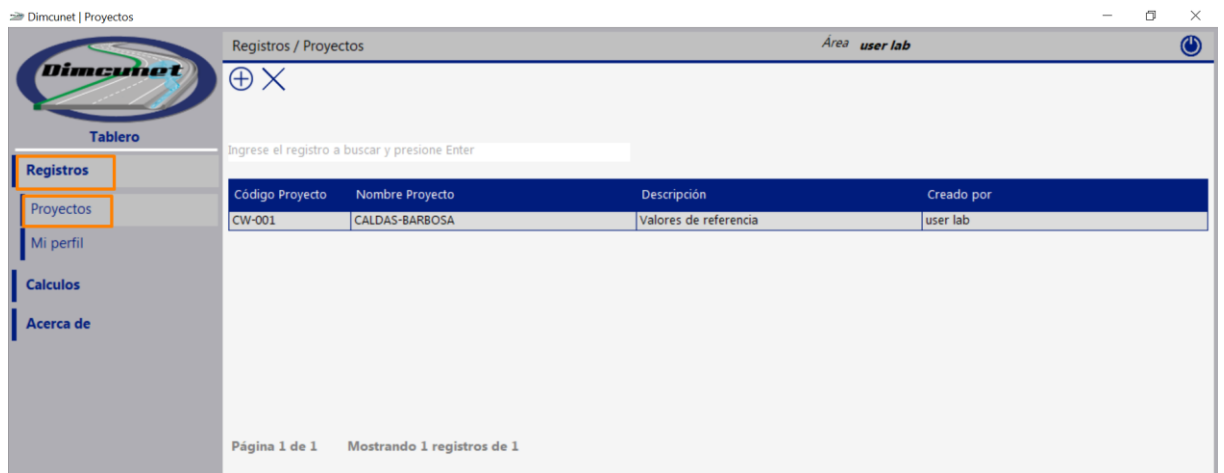 Dimcunet | Proyectos
Dimcunet
Tablero
Registros
Proyectos
Mi perfil
Calculos
Acerca de
Registros / Proyectos
Área user lab
Ingrese el registro a buscar y presione Enter
Código Proyecto Nombre Proyecto Descripción Creado por
CW-001 CALDAS-BARBOSA Valores de referencia user lab
Página 1 de 1 Mostrando 1 registros de 1